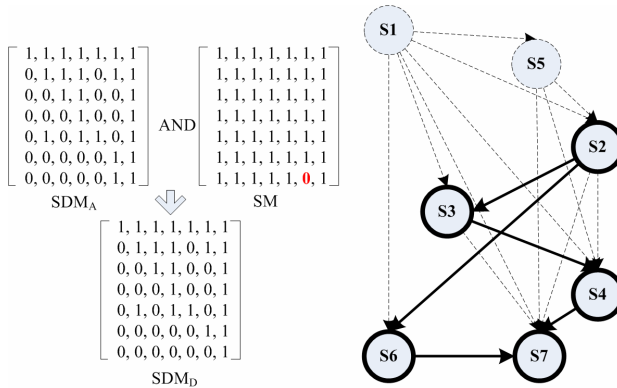 1, 1, 1, 1, 1, 1, 1
0, 1, 1, 1, 0, 1, 1
0, 0, 1, 1, 0, 0, 1
0, 0, 0, 1, 0, 0, 1
0, 1, 0, 1, 1, 0, 1
0, 0, 0, 0, 0, 1, 1
0, 0, 0, 0, 0, 1, 1
SDMA
AND
1, 1, 1, 1, 1, 1, 1
1, 1, 1, 1, 1, 1, 1
1, 1, 1, 1, 1, 1, 1
1, 1, 1, 1, 1, 1, 1
1, 1, 1, 1, 1, 1, 1
1, 1, 1, 1, 1, 1, 1
1, 1, 1, 1, 1, 0, 1
SM
1, 1, 1, 1, 1, 1, 1
0, 1, 1, 1, 0, 1, 1
0, 0, 1, 1, 0, 0, 1
0, 0, 0, 1, 0, 0, 1
0, 1, 0, 1, 1, 0, 1
0, 0, 0, 0, 0, 1, 1
0, 0, 0, 0, 0, 0, 1
SDMD
S1
S5
S2
S3
S4
S6
S7